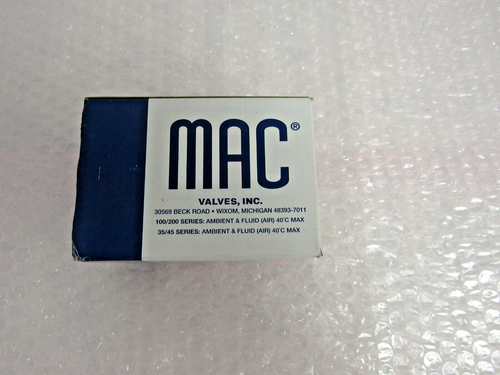 MAC®
VALVES, INC.
30569 BECK ROAD • WIXOM, MICHIGAN 48393-7011
100/200 SERIES: AMBIENT & FLUID (AIR) 40°C MAX
35/45 SERIES: AMBIENT & FLUID (AIR) 40°C MAX